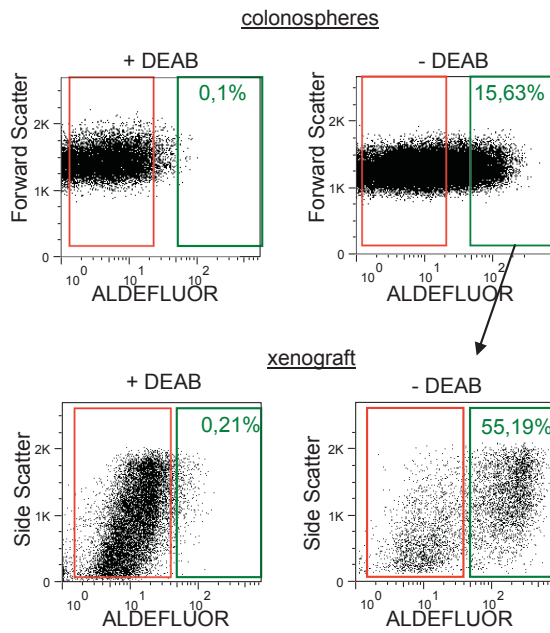 colonospheres
+ DEAB
- DEAB
Forward Scatter
2K
1K
0
0,1%
10^0 10^1 10^2
ALDEFLUOR
Forward Scatter
2K
1K
0
15,63%
10^0 10^1 10^2
ALDEFLUOR
xenograft
+ DEAB
- DEAB
Side Scatter
2K
1K
0
0,21%
10^0 10^1 10^2
ALDEFLUOR
Side Scatter
2K
1K
0
55,19%
10^0 10^1 10^2
ALDEFLUOR